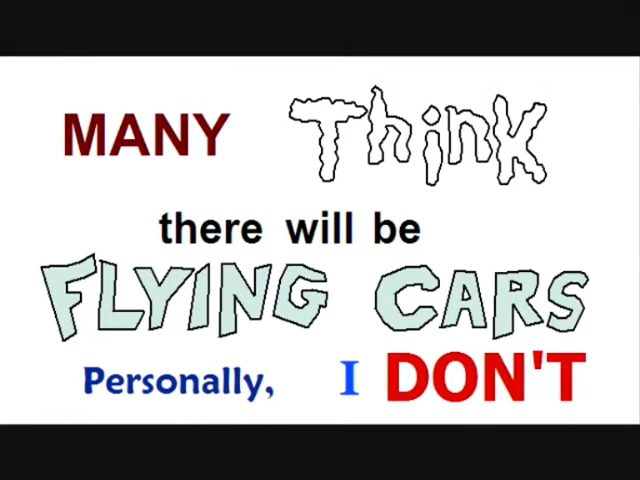 MANY Think
there will be
FLYING CARS
Personally, I DON'T